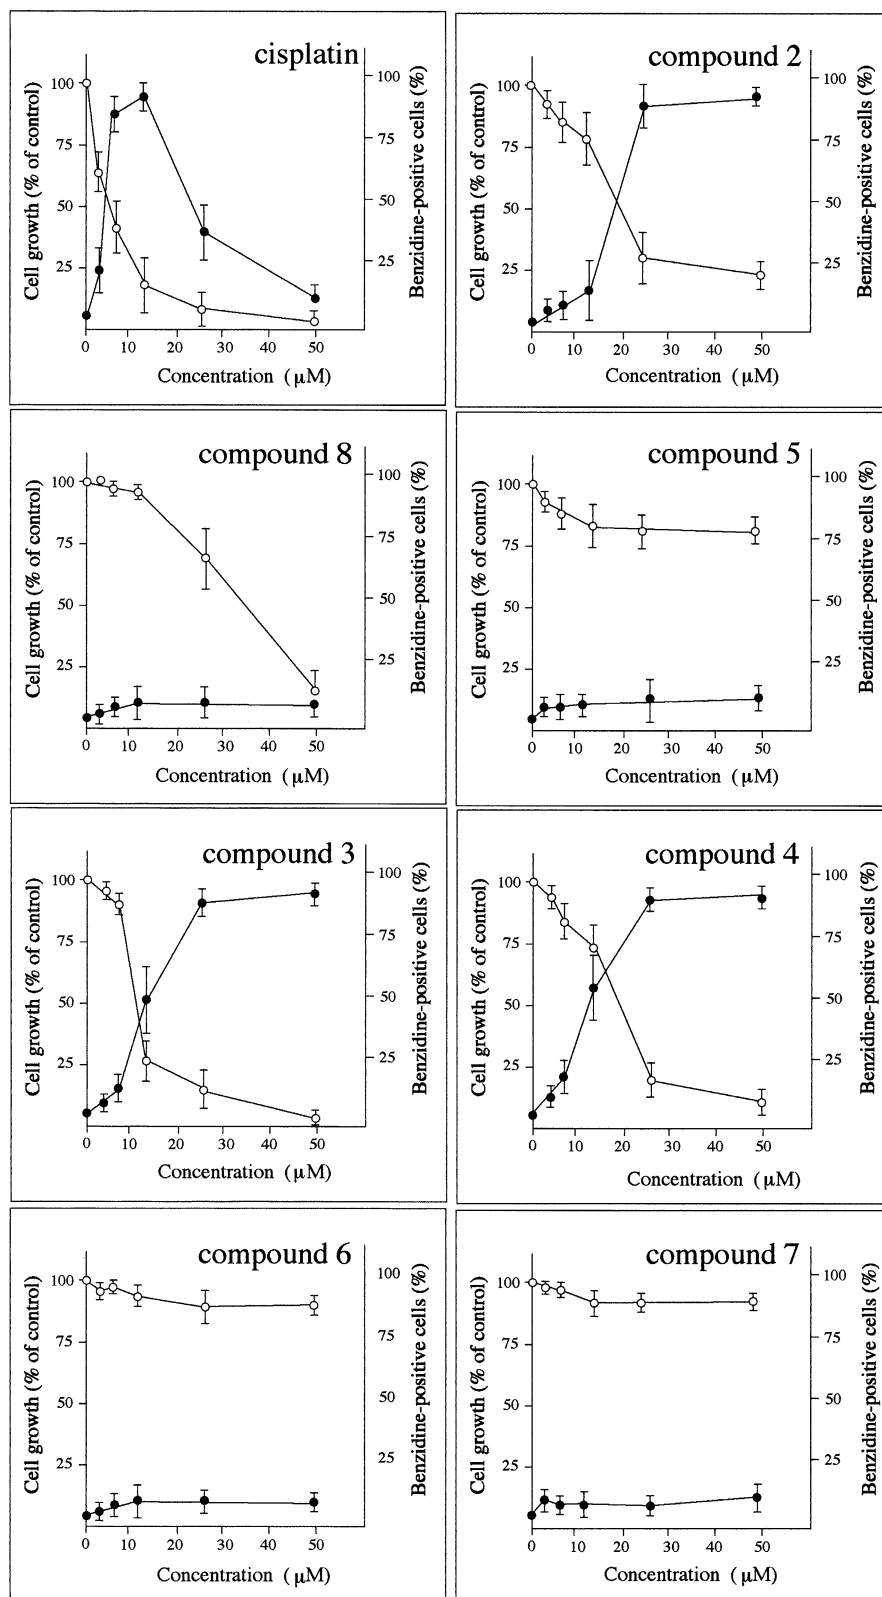 cisplatin
Cell growth (% of control)
Benzidine-positive cells (%)
100
75
50
25
100
75
50
25
0 10 20 30 40 50
Concentration (μM)
compound 2
Cell growth (% of control)
Benzidine-positive cells (%)
100
75
50
25
100
75
50
25
0 10 20 30 40 50
Concentration (μM)
compound 8
Cell growth (% of control)
Benzidine-positive cells (%)
100
75
50
25
100
75
50
25
0 10 20 30 40 50
Concentration (μM)
compound 5
Cell growth (% of control)
Benzidine-positive cells (%)
100
75
50
25
100
75
50
25
0 10 20 30 40 50
Concentration (μM)
compound 3
Cell growth (% of control)
Benzidine-positive cells (%)
100
75
50
25
100
75
50
25
0 10 20 30 40 50
Concentration (μM)
compound 4
Cell growth (% of control)
Benzidine-positive cells (%)
100
75
50
25
100
75
50
25
0 10 20 30 40 50
Concentration (μM)
compound 6
Cell growth (% of control)
Benzidine-positive cells (%)
100
75
50
25
100
75
50
25
0 10 20 30 40 50
Concentration (μM)
compound 7
Cell growth (% of control)
Benzidine-positive cells (%)
100
75
50
25
100
75
50
25
0 10 20 30 40 50
Concentration (μM)